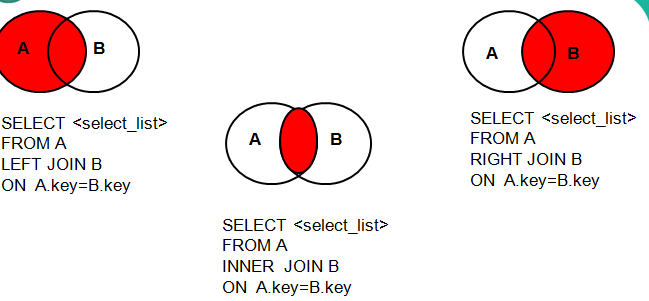 A B
SELECT <select_list>
FROM A
LEFT JOIN B
ON A.key=B.key
A B
SELECT <select_list>
FROM A
INNER JOIN B
ON A.key=B.key
A B
SELECT <select_list>
FROM A
RIGHT JOIN B
ON A.key=B.key